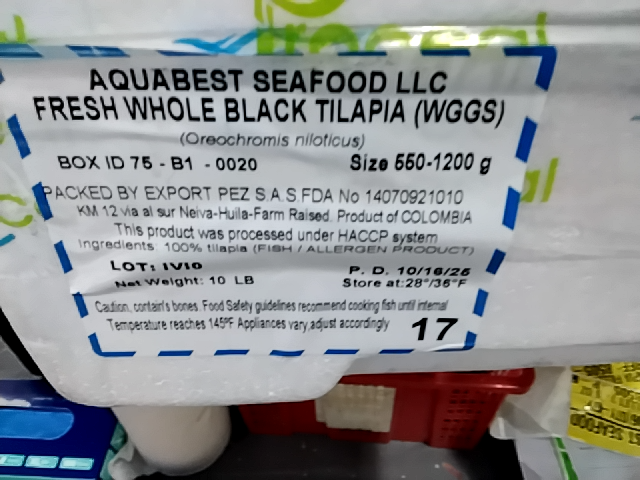 AQUABEST SEAFOOD LLC
FRESH WHOLE BLACK TILAPIA (WGGS)
(Oreochromis niloticus)
BOX ID 75 - B1 - 0020 Size 550-1200 g
PACKED BY EXPORT PEZ S.A.S.FDA No 14070921010
KM 12 via al sur Neiva-Huila-Farm Raised. Product of COLOMBIA
This product was processed under HACCP system
Ingredients: 100% tilapia (FISH / ALLERGEN PRODUCT)
LOT: IV10 P. D. 10/16/25
Net Weight: 10 LB Store at:28°/36°F
Caution, contain's bones. Food Safety guidelines recommend cooking fish until internal
Temperature reaches 145°F Appliances vary,adjust accordingly 17
SEAFOOD